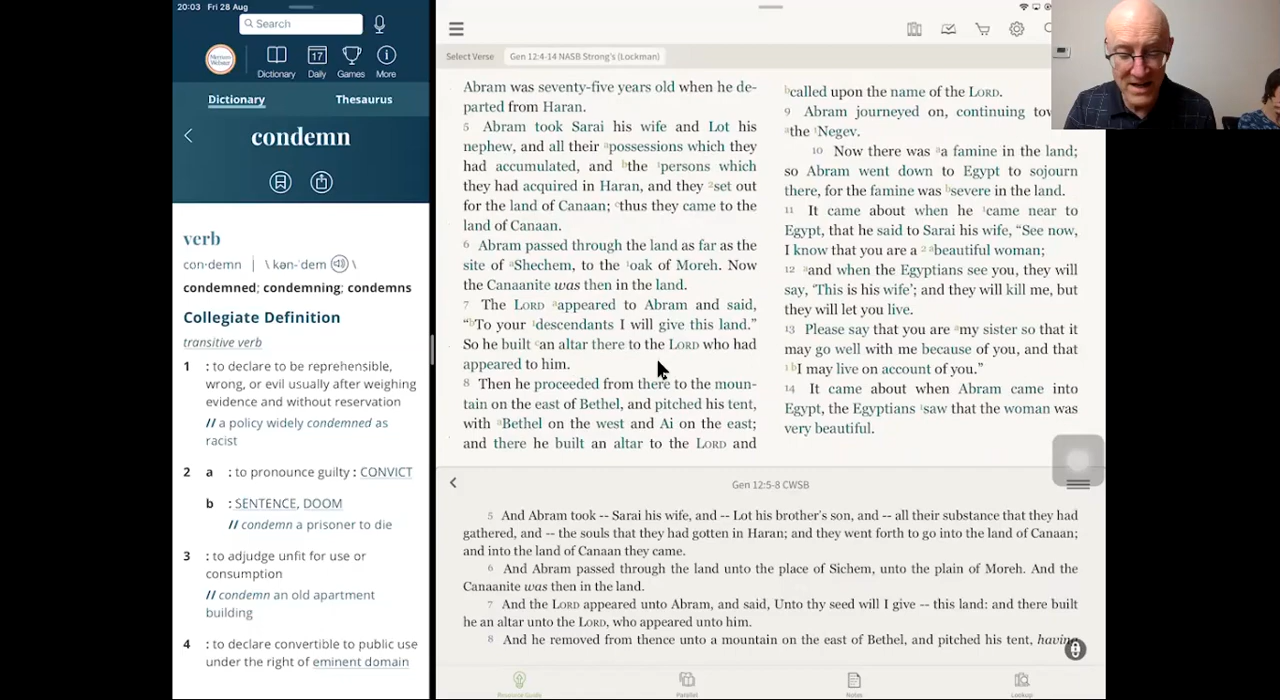 20:03 Fri 28 Aug
Search
Merriam-
Webster
17
Dictionary
Daily
Games
More
Dictionary
Thesaurus
condemn
verb
con·demn | \ kən-ˈdem \
condemned; condemning; condemns
Collegiate Definition
transitive verb
1 : to declare to be reprehensible,
wrong, or evil usually after weighing
evidence and without reservation
// a policy widely condemned as
racist
2 a : to pronounce guilty : CONVICT
b : SENTENCE, DOOM
// condemn a prisoner to die
3 : to adjudge unfit for use or
consumption
// condemn an old apartment
building
4 : to declare convertible to public use
under the right of eminent domain
Select Verse
Gen 12:4-14 NASB Strong's (Lockman)
Abram was seventy-five years old when he de-
parted from Haran.
5 Abram took Sarai his wife and Lot his
nephew, and all their a possessions which they
had accumulated, and b the 1 persons which
they had acquired in Haran, and they 2 set out
for the land of Canaan; c thus they came to the
land of Canaan.
6 Abram passed through the land as far as the
site of a Shechem, to the 1 oak of Moreh. Now
the Canaanite was then in the land.
7 The LORD a appeared to Abram and said,
“b To your 1 descendants I will give this land.”
So he built c an altar there to the LORD who had
appeared to him.
8 Then he proceeded from there to the moun-
tain on the east of Bethel, and pitched his tent,
with a Bethel on the west and Ai on the east;
and there he built an altar to the LORD and
b called upon the name of the LORD.
9 Abram journeyed on, continuing
a the 1 Negev.
10 Now there was a a famine in the land;
so Abram went down to Egypt to sojourn
there, for the famine was b severe in the land.
11 It came about when he 1 came near to
Egypt, that he said to Sarai his wife, “See now,
I know that you are a 2 a beautiful woman;
12 a and when the Egyptians see you, they will
say, ‘This is his wife’; and they will kill me, but
they will let you live.
13 Please say that you are a my sister so that it
may go well with me because of you, and that
1 b I may live on account of you.”
14 It came about when Abram came into
Egypt, the Egyptians 1 saw that the woman was
very beautiful.
Gen 12:5-8 CWSB
5 And Abram took -- Sarai his wife, and -- Lot his brother's son, and -- all their substance that they had
gathered, and -- the souls that they had gotten in Haran; and they went forth to go into the land of Canaan;
and into the land of Canaan they came.
6 And Abram passed through the land unto the place of Sichem, unto the plain of Moreh. And the
Canaanite was then in the land.
7 And the LORD appeared unto Abram, and said, Unto thy seed will I give -- this land: and there built
he an altar unto the LORD, who appeared unto him.
8 And he removed from thence unto a mountain on the east of Bethel, and pitched his tent, having
Resource Guide
Parallel
Notes
Lookup